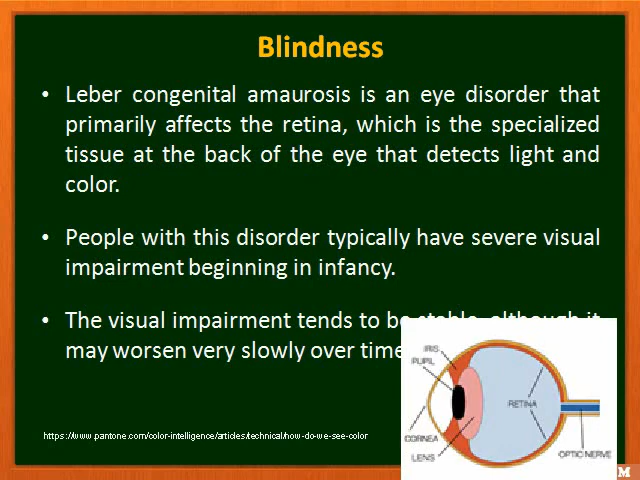 Blindness
• Leber congenital amaurosis is an eye disorder that
primarily affects the retina, which is the specialized
tissue at the back of the eye that detects light and
color.
• People with this disorder typically have severe visual
impairment beginning in infancy.
• The visual impairment tends to be stable, although it
may worsen very slowly over time
IRIS
PUPIL
RETINA
CORNEA
LENS
OPTIC NERVE
https://www.pantone.com/color-intelligence/articles/technical/how-do-we-see-color
M